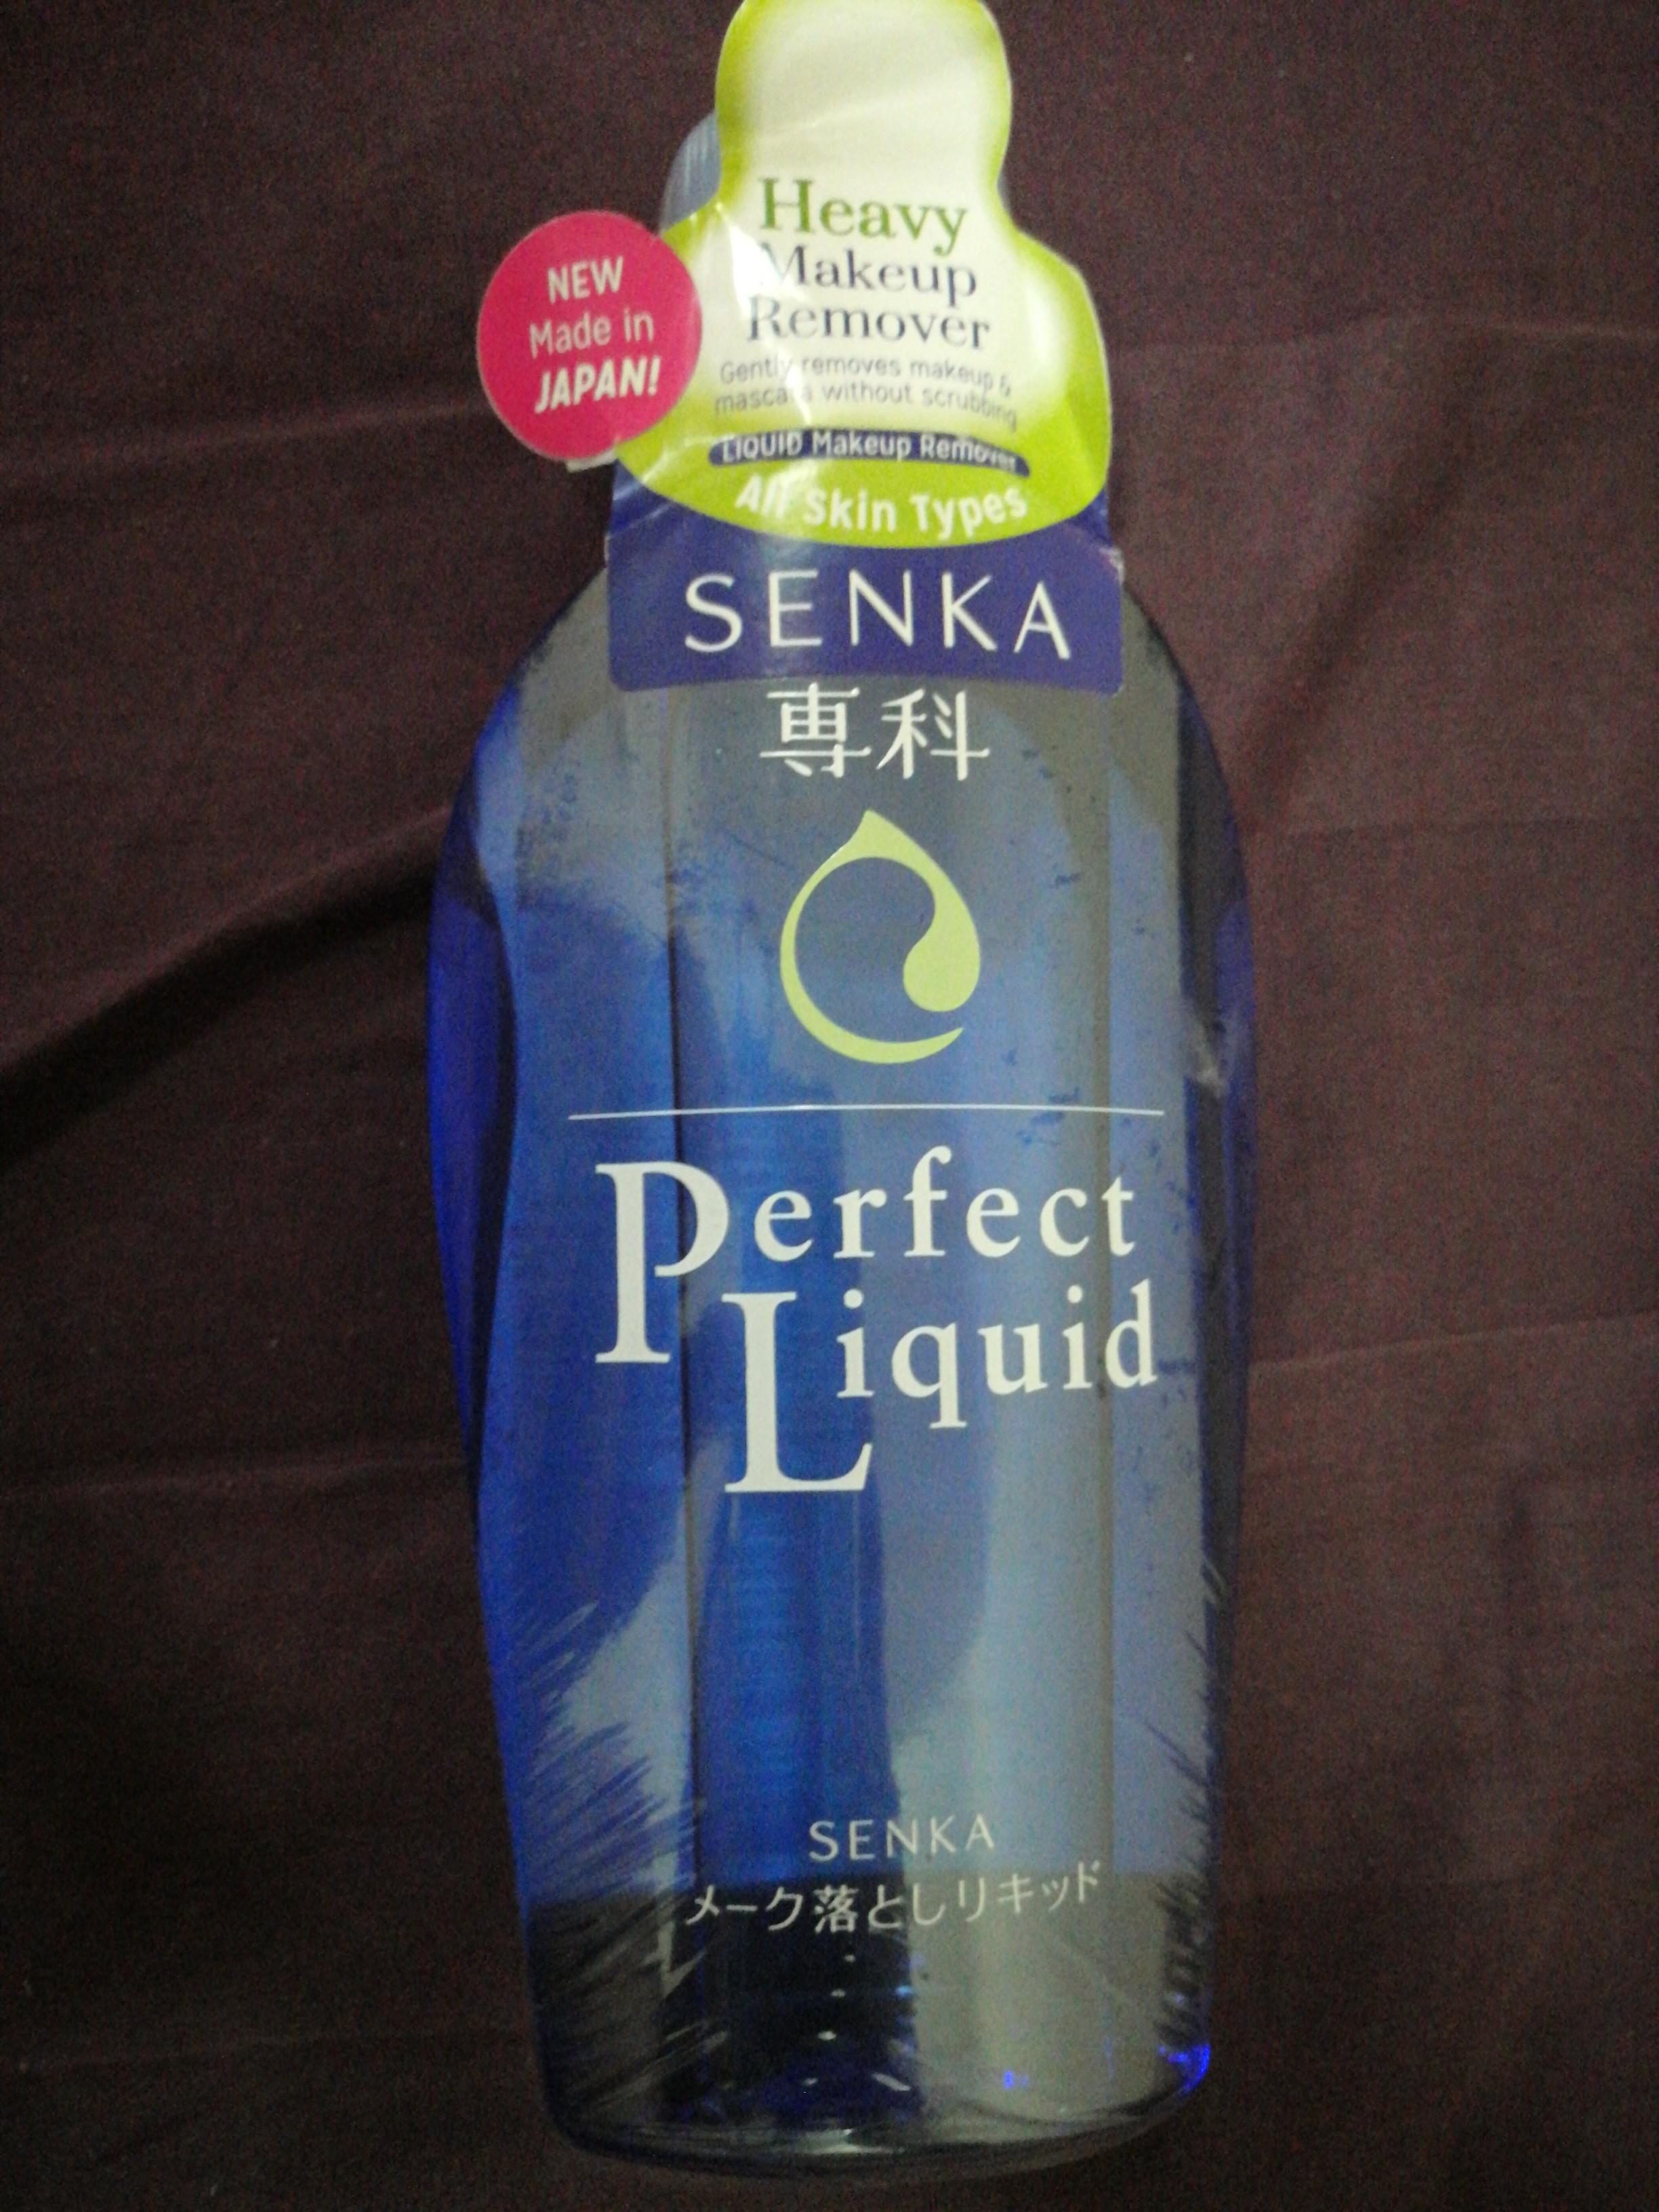 Heavy
Makeup
Remover
Gently removes makeup &
mascara without scrubbing
LIQUID Makeup Remover
All Skin Types
NEW
Made in
JAPAN!
SENKA
専科
Perfect
Liquid
SENKA
メーク落としリキッド